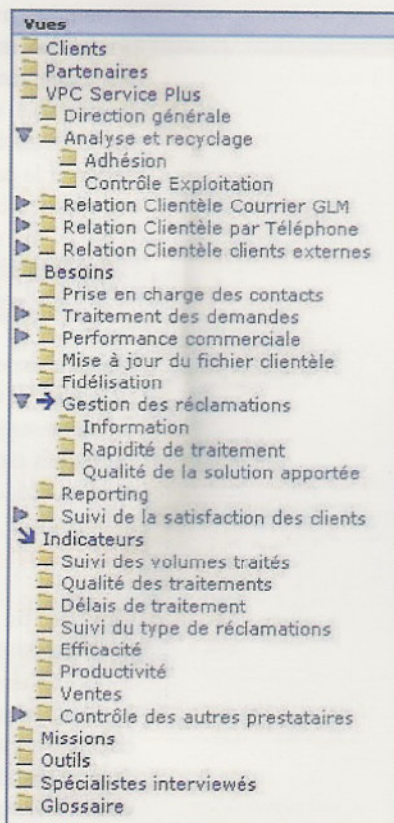 Vues
Clients
Partenaires
VPC Service Plus
Direction générale
Analyse et recyclage
Adhésion
Contrôle Exploitation
Relation Clientèle Courrier GLM
Relation Clientèle par Téléphone
Relation Clientèle clients externes
Besoins
Prise en charge des contacts
Traitement des demandes
Performance commerciale
Mise à jour du fichier clientèle
Fidélisation
Gestion des réclamations
Information
Rapidité de traitement
Qualité de la solution apportée
Reporting
Suivi de la satisfaction des clients
Indicateurs
Suivi des volumes traités
Qualité des traitements
Délais de traitement
Suivi du type de réclamations
Efficacité
Productivité
Ventes
Contrôle des autres prestataires
Missions
Outils
Spécialistes interviewés
Glossaire